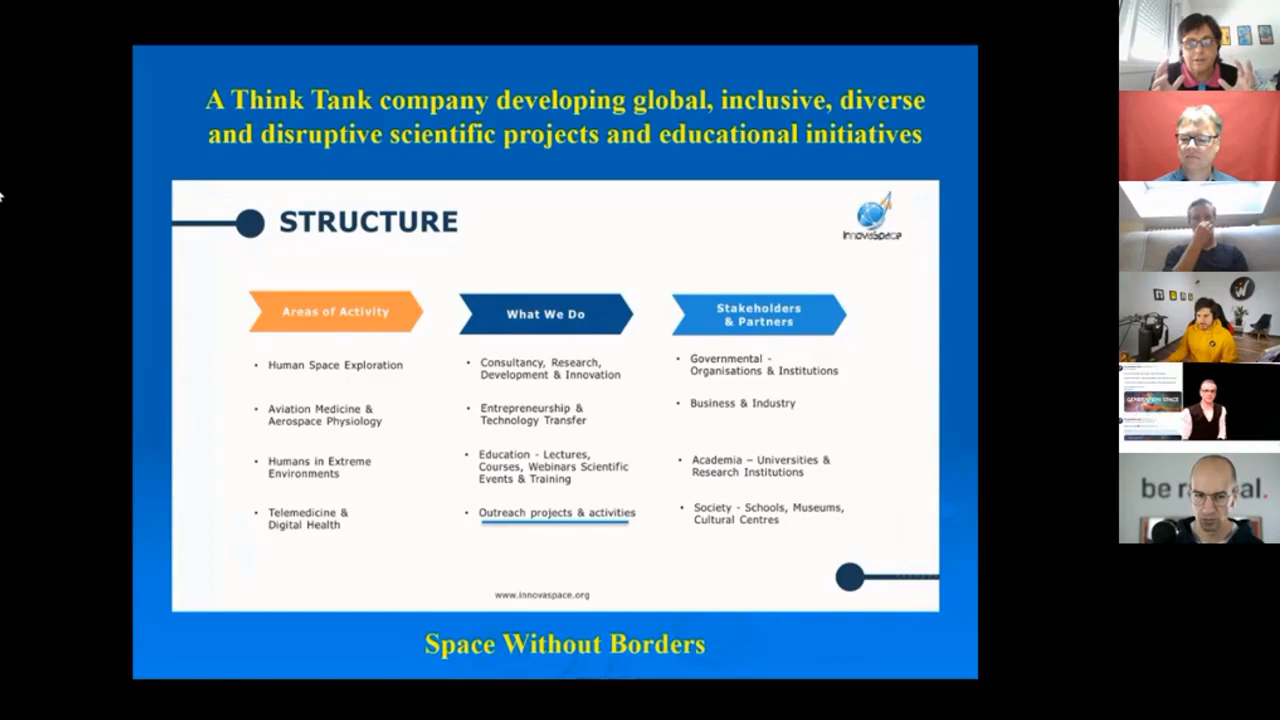 A Think Tank company developing global, inclusive, diverse
and disruptive scientific projects and educational initiatives
STRUCTURE
InnovaSpace
Areas of Activity
• Human Space Exploration
• Aviation Medicine &
Aerospace Physiology
• Humans in Extreme
Environments
• Telemedicine &
Digital Health
What We Do
• Consultancy, Research,
Development & Innovation
• Entrepreneurship &
Technology Transfer
• Education - Lectures,
Courses, Webinars Scientific
Events & Training
• Outreach projects & activities
Stakeholders
& Partners
• Governmental -
Organisations & Institutions
• Business & Industry
• Academia – Universities &
Research Institutions
• Society - Schools, Museums,
Cultural Centres
www.innovaspace.org
Space Without Borders
GENERATION SPACE
be